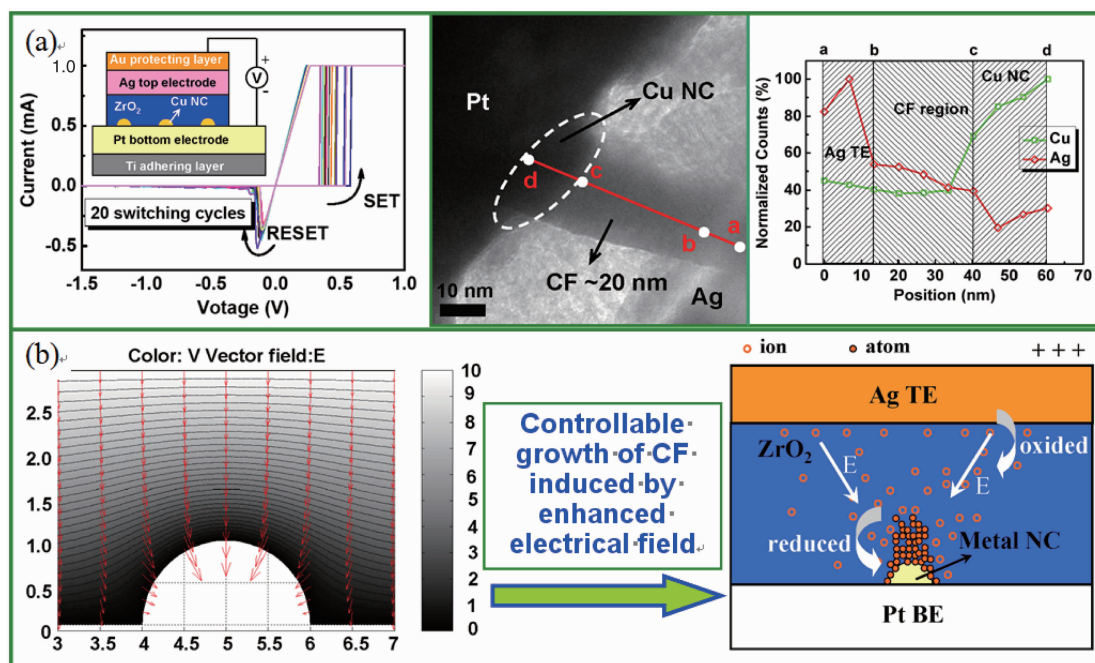 (a)
Current (mA)
1.0
0.5
0.0
-0.5
Au protecting layer
Ag top electrode
ZrO2
Cu NC
Pt bottom electrode
Ti adhering layer
+
V
-
20 switching cycles
SET
RESET
-1.5 -1.0 -0.5 0.0 0.5 1.0
Votage (V)
Pt
Cu NC
d
c
b
a
CF ~20 nm
10 nm
Ag
a b c d
Normalized Counts (%)
100
80
60
40
20
0
Cu NC
CF region
Ag TE
Cu
Ag
0 10 20 30 40 50 60 70
Position (nm)
(b)
Color: V Vector field:E
2.5
2.0
1.5
1.0
0.5
0
3 4 4.5 5 5.5 6 7
10
9
8
7
6
5
4
3
2
1
0
Controllable
growth of CF
induced by
enhanced
electrical field
ion atom +++
Ag TE
ZrO2
oxided
E
E
reduced
Metal NC
Pt BE